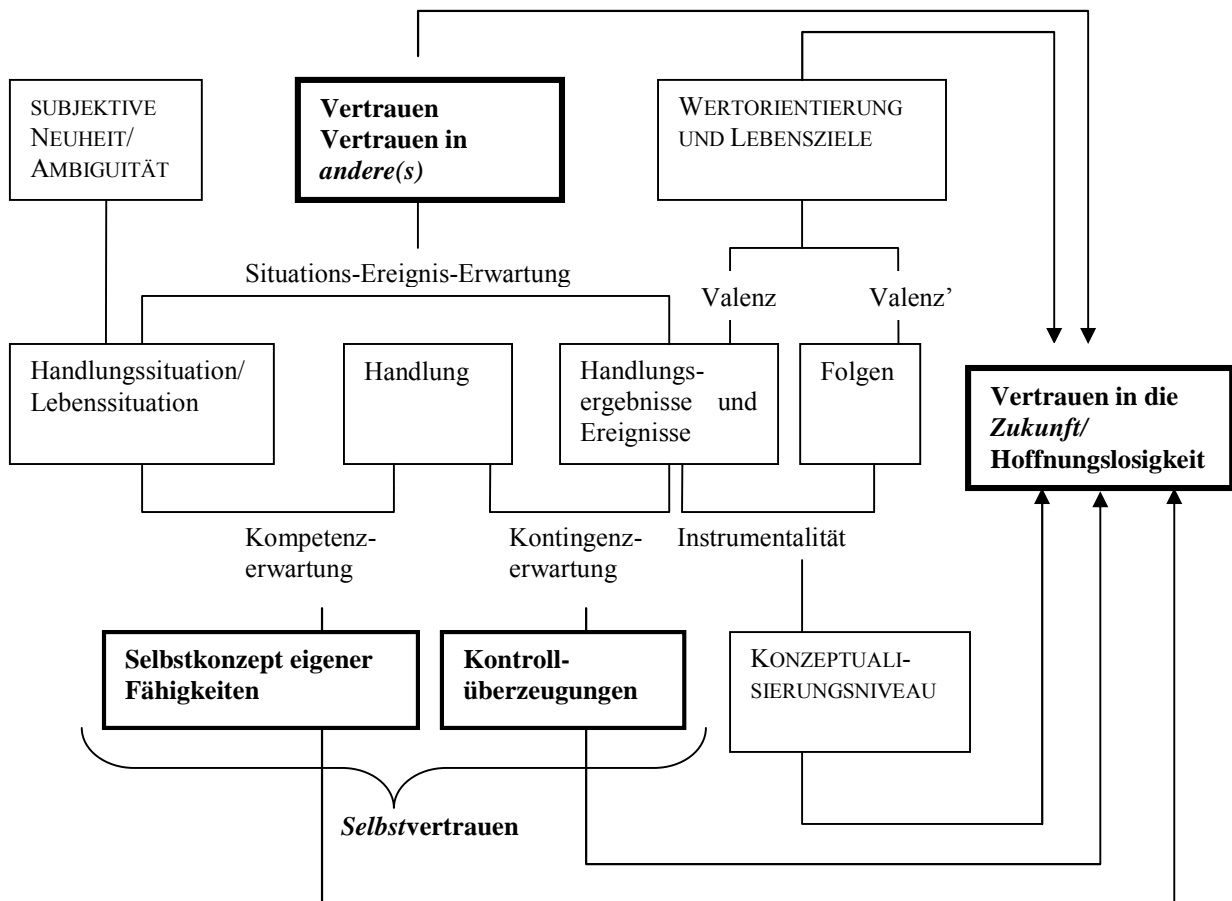 SUBJEKTIVE
NEUHEIT/
AMBIGUITÄT
Vertrauen
Vertrauen in
andere(s)
WERTORIENTIERUNG
UND LEBENSZIELE
Situations-Ereignis-Erwartung
Valenz
Valenz’
Handlungssituation/
Lebenssituation
Handlung
Handlungs-
ergebnisse und
Ereignisse
Folgen
Vertrauen in die
Zukunft/
Hoffnungslosigkeit
Kompetenz-
erwartung
Kontingenz-
erwartung
Instrumentalität
Selbstkonzept eigener
Fähigkeiten
Kontroll-
überzeugungen
KONZEPTUALI-
SIERUNGSNIVEAU
Selbstvertrauen